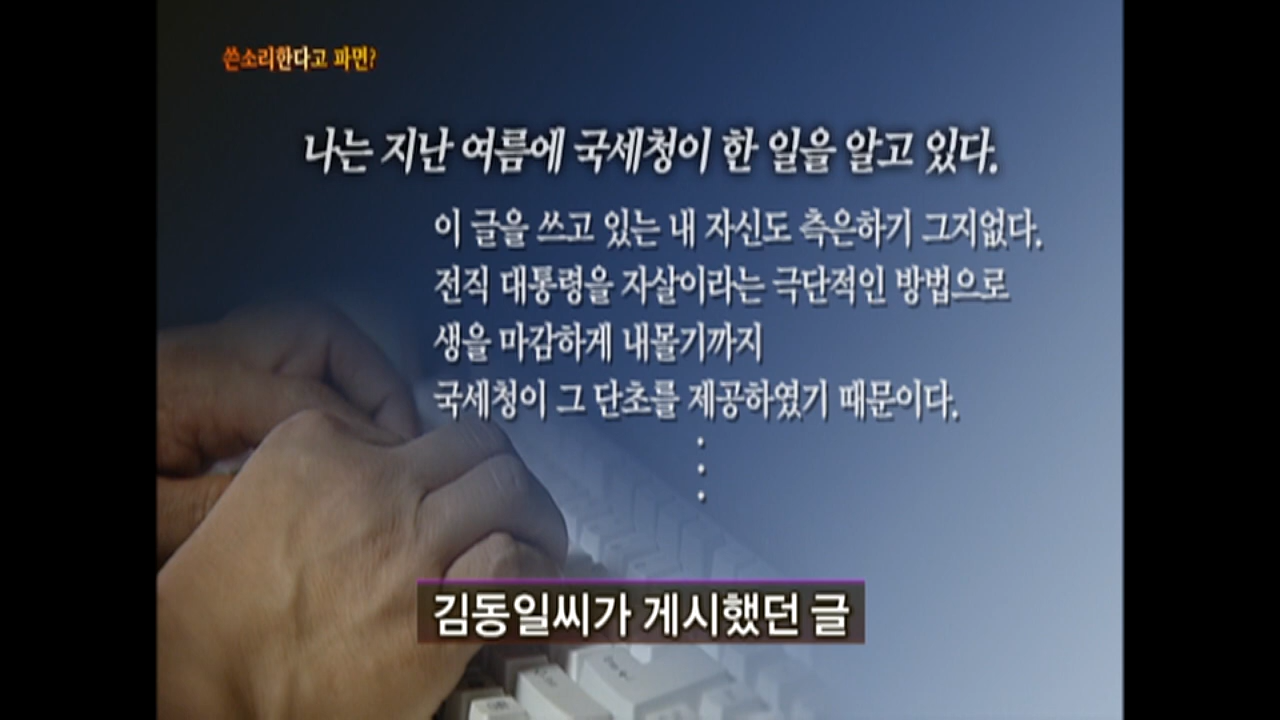 쓴소리한다고 파면?
나는 지난 여름에 국세청이 한 일을 알고 있다.
이 글을 쓰고 있는 내 자신도 측은하기 그지없다.
전직 대통령을 자살이라는 극단적인 방법으로
생을 마감하게 내몰기까지
국세청이 그 단초를 제공하였기 때문이다.
김동일씨가 게시했던 글